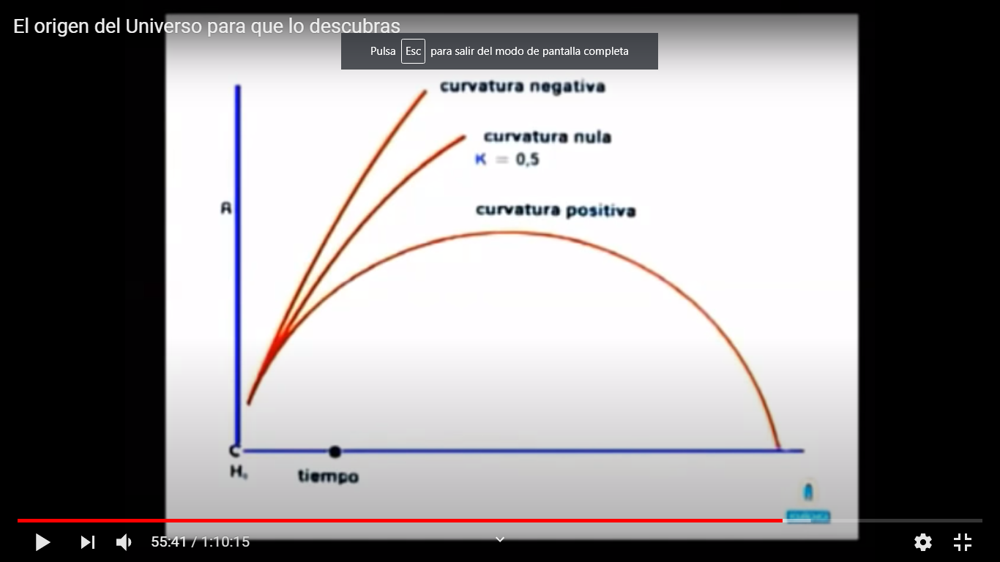 El origen del Universo para que lo descubras
Pulsa Esc para salir del modo de pantalla completa
curvatura negativa
curvatura nula
K = 0,5
R
curvatura positiva
C
H₀
tiempo
55:41 / 1:10:15